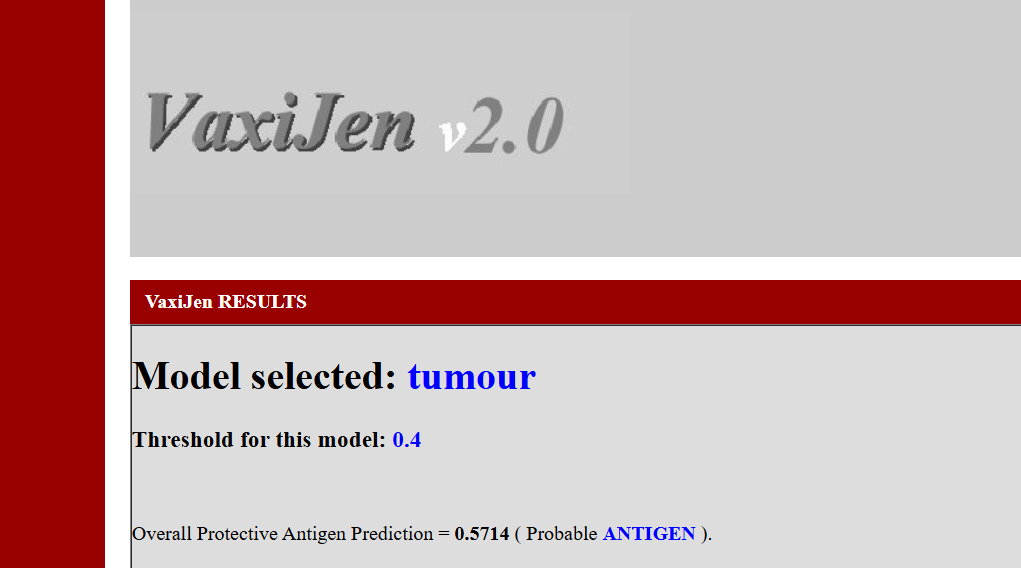 VaxiJen v2.0
VaxiJen RESULTS
Model selected: tumour
Threshold for this model: 0.4
Overall Protective Antigen Prediction = 0.5714 ( Probable ANTIGEN ).